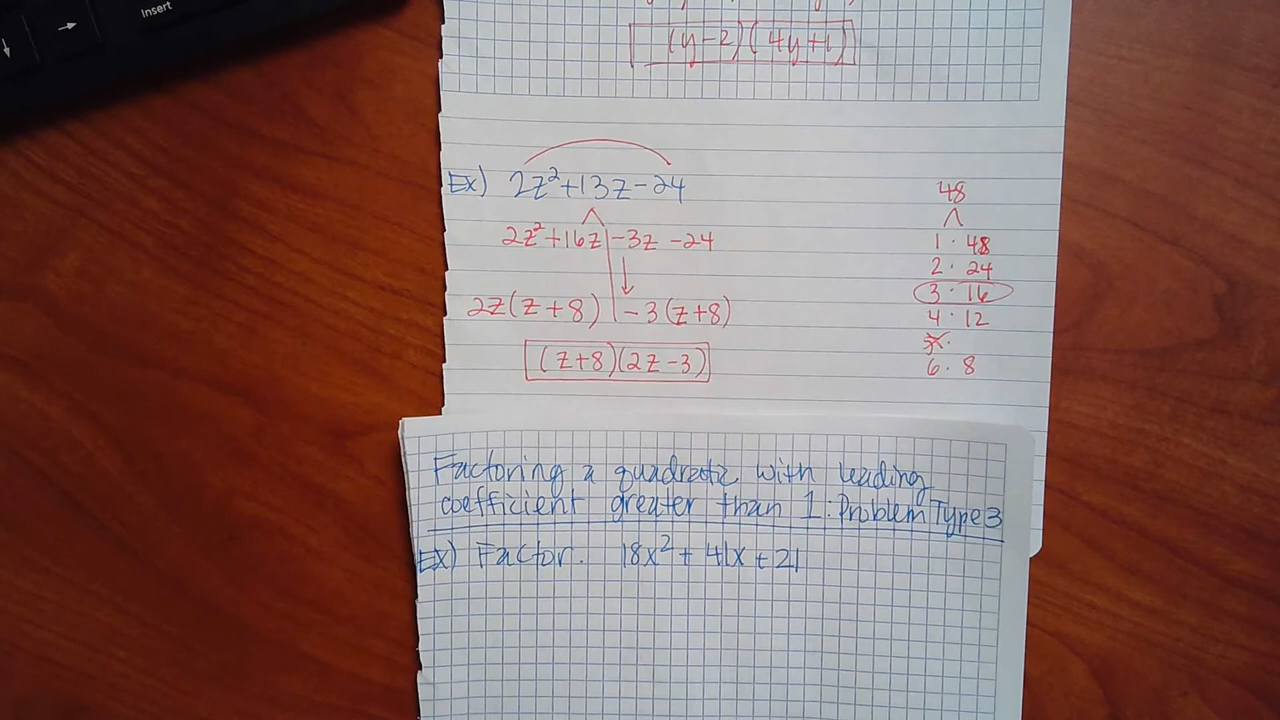 Insert
(y-2)(4y+1)
Ex) 2z²+13z-24
2z²+16z-3z-24
2z(z+8)-3(z+8)
(z+8)(2z-3)
48
1·48
2·24
3·16
4·12
6·8
Factoring a quadratic with leading
coefficient greater than 1: Problem Type 3
Ex) Factor. 18x²+41x+21